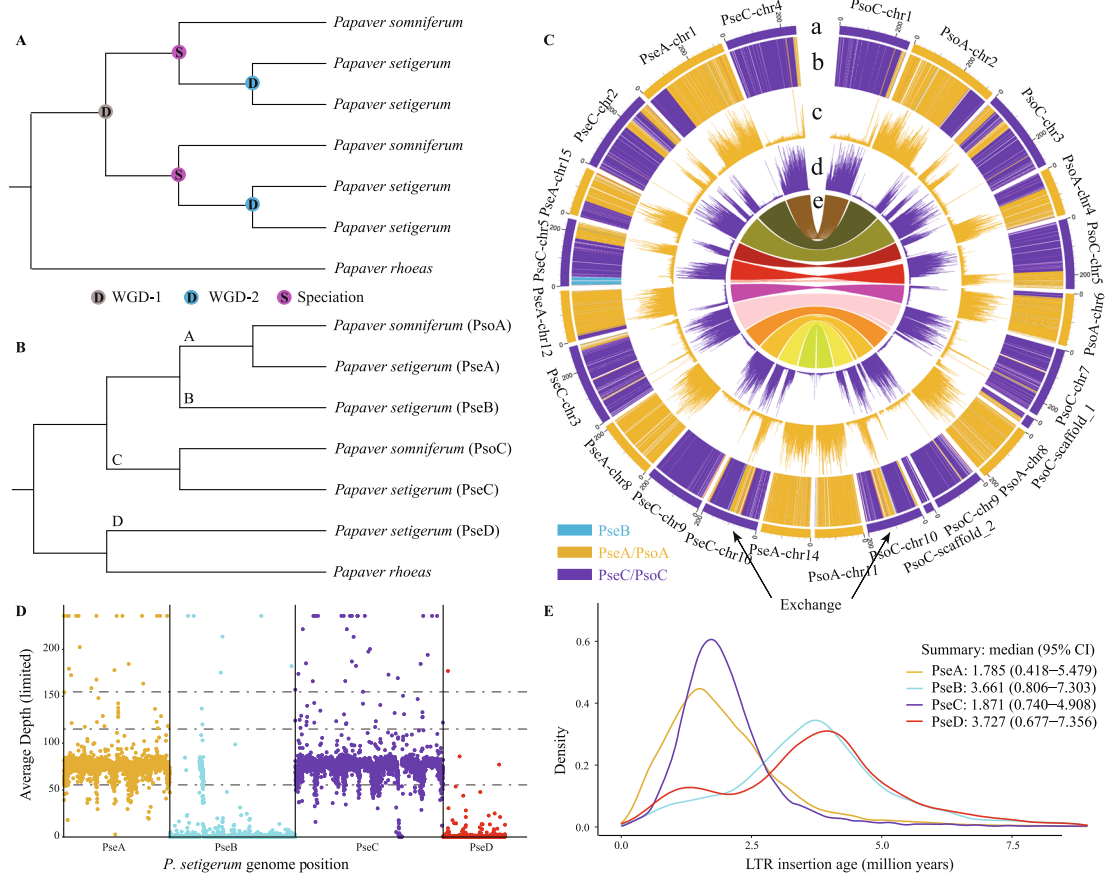 A
Papaver somniferum
Papaver setigerum
Papaver setigerum
Papaver somniferum
Papaver setigerum
Papaver setigerum
Papaver rhoeas
S
D
D
S
D
D WGD-1 D WGD-2 S Speciation
B
Papaver somniferum (PsoA)
Papaver setigerum (PseA)
Papaver setigerum (PseB)
Papaver somniferum (PsoC)
Papaver setigerum (PseC)
Papaver setigerum (PseD)
Papaver rhoeas
A
B
C
D
C
a
b
c
d
e
PsoC-chr1
PsoA-chr2
PsoC-chr3
PsoA-chr4
PsoC-chr5
PsoA-chr6
PsoC-chr7
PsoC-scaffold_1
PsoA-chr8
PsoC-chr9
PsoC-scaffold_2
PsoC-chr10
PsoA-chr11
PseA-chr14
PseC-chr10
PseC-chr9
PseA-chr8
PseC-chr3
PseA-chr12
PseC-chr5
PseA-chr15
PseC-chr2
PseA-chr1
PseC-chr4
PseB
PseA/PsoA
PseC/PsoC
Exchange
D
Average Depth (limited)
200
150
100
50
0
PseA PseB PseC PseD
P. setigerum genome position
E
Density
0.6
0.4
0.2
0.0
0.0 2.5 5.0 7.5
LTR insertion age (million years)
Summary: median (95% CI)
PseA: 1.785 (0.418−5.479)
PseB: 3.661 (0.806−7.303)
PseC: 1.871 (0.740−4.908)
PseD: 3.727 (0.677−7.356)